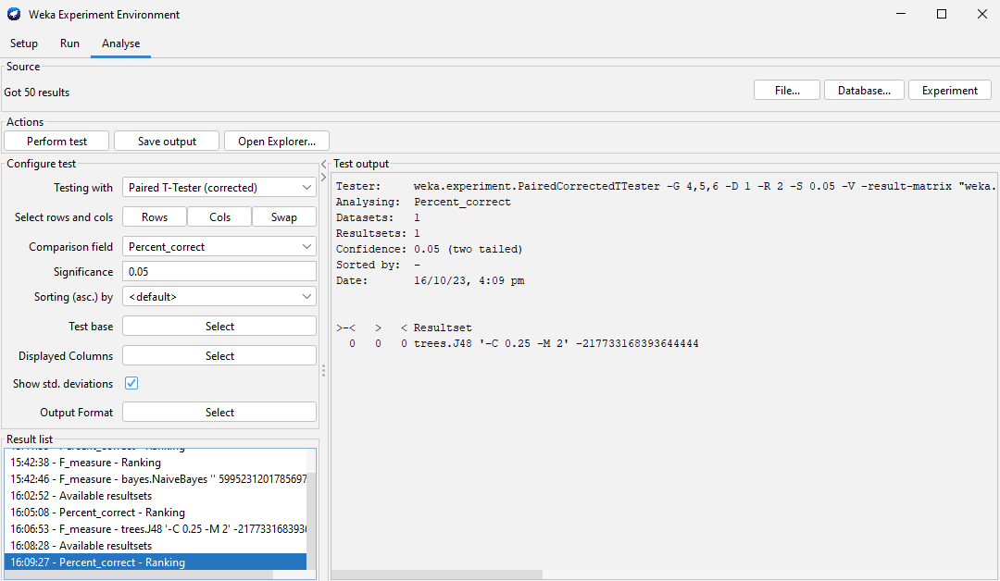 Weka Experiment Environment
Setup Run Analyse
Source
Got 50 results
File... Database... Experiment
Actions
Perform test Save output Open Explorer...
Configure test
Testing with Paired T-Tester (corrected)
Select rows and cols Rows Cols Swap
Comparison field Percent_correct
Significance 0.05
Sorting (asc.) by <default>
Test base Select
Displayed Columns Select
Show std. deviations
Output Format Select
Result list
15:42:38 - F_measure - Ranking
15:42:46 - F_measure - bayes.NaiveBayes '' 5995231201785697
16:02:52 - Available resultsets
16:05:08 - Percent_correct - Ranking
16:06:53 - F_measure - trees.J48 '-C 0.25 -M 2' -2177331683936
16:08:28 - Available resultsets
16:09:27 - Percent_correct - Ranking
Test output
Tester: weka.experiment.PairedCorrectedTTester -G 4,5,6 -D 1 -R 2 -S 0.05 -V -result-matrix "weka.
Analysing: Percent_correct
Datasets: 1
Resultsets: 1
Confidence: 0.05 (two tailed)
Sorted by: -
Date: 16/10/23, 4:09 pm
>-< > < Resultset
0 0 0 trees.J48 '-C 0.25 -M 2' -217733168393644444